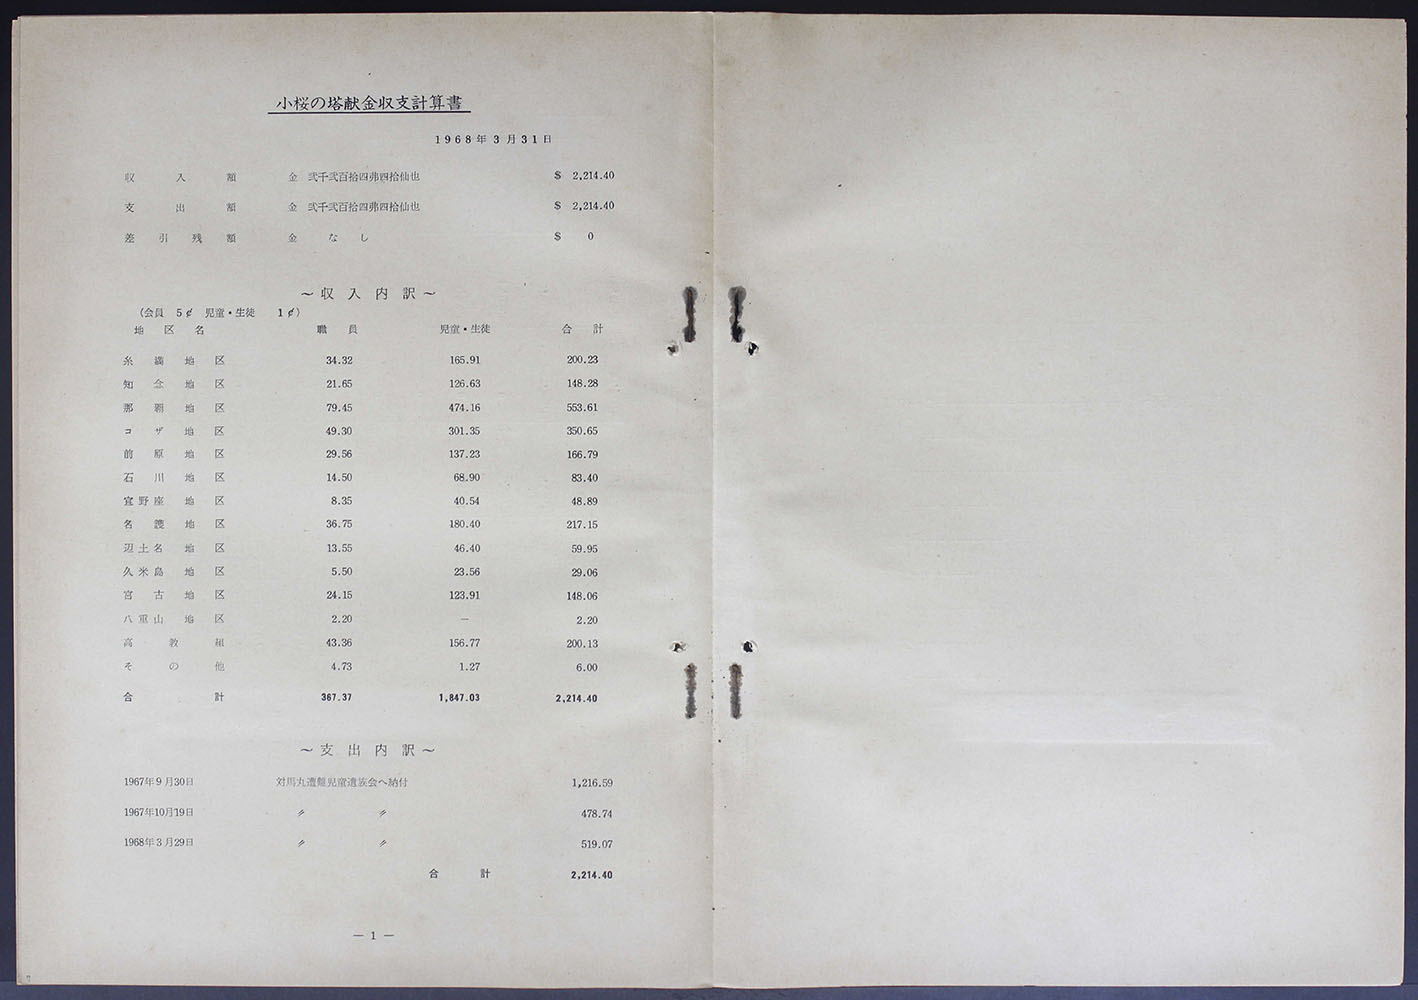 小桜の塔献金収支計算書
1968年3月31日
収入額 金 弐千弐百拾四弗四拾仙也 $ 2,214.40
支出額 金 弐千弐百拾四弗四拾仙也 $ 2,214.40
差引残額 金 なし $ 0
～収入内訳～
(会員 5¢ 児童・生徒 1¢)
地区名 職員 児童・生徒 合計
糸満地区 34.32 165.91 200.23
知念地区 21.65 126.63 148.28
那覇地区 79.45 474.16 553.61
コザ地区 49.30 301.35 350.65
前原地区 29.56 137.23 166.79
石川地区 14.50 68.90 83.40
宜野座地区 8.35 40.54 48.89
名護地区 36.75 180.40 217.15
辺土名地区 13.55 46.40 59.95
久米島地区 5.50 23.56 29.06
宮古地区 24.15 123.91 148.06
八重山地区 2.20 － 2.20
高教組 43.36 156.77 200.13
その他 4.73 1.27 6.00
合計 367.37 1,847.03 2,214.40
～支出内訳～
1967年9月30日 対馬丸遭難児童遺族会へ納付 1,216.59
1967年10月19日 〃 〃 478.74
1968年3月29日 〃 〃 519.07
合計 2,214.40
― 1 ―